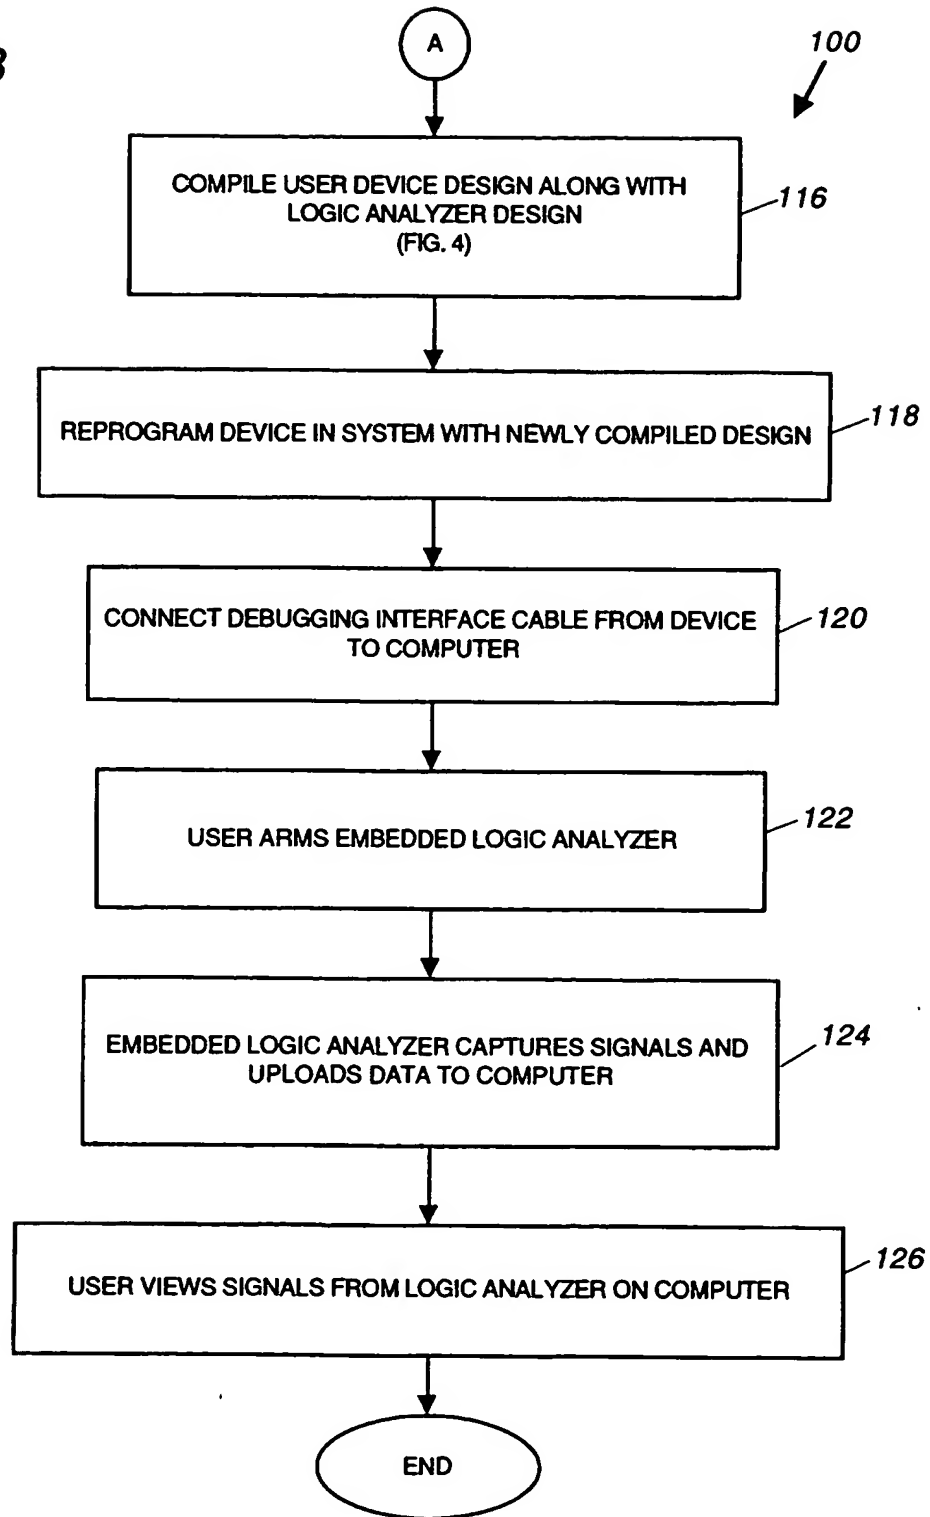 A
100
COMPILE USER DEVICE DESIGN ALONG WITH
LOGIC ANALYZER DESIGN
(FIG. 4)
116
REPROGRAM DEVICE IN SYSTEM WITH NEWLY COMPILED DESIGN
118
CONNECT DEBUGGING INTERFACE CABLE FROM DEVICE
TO COMPUTER
120
USER ARMS EMBEDDED LOGIC ANALYZER
122
EMBEDDED LOGIC ANALYZER CAPTURES SIGNALS AND
UPLOADS DATA TO COMPUTER
124
USER VIEWS SIGNALS FROM LOGIC ANALYZER ON COMPUTER
126
END